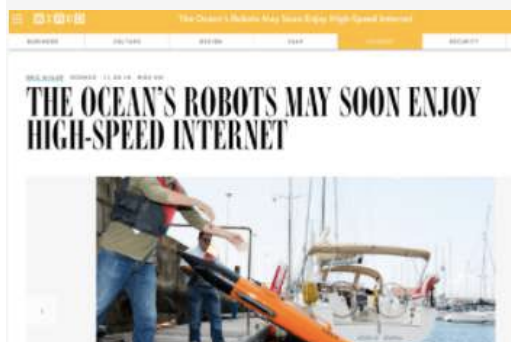 WIRED The Ocean's Robots May Soon Enjoy High-Speed Internet
BUSINESS CULTURE DESIGN GEAR SCIENCE SECURITY
THE OCEAN'S ROBOTS MAY SOON ENJOY
HIGH-SPEED INTERNET